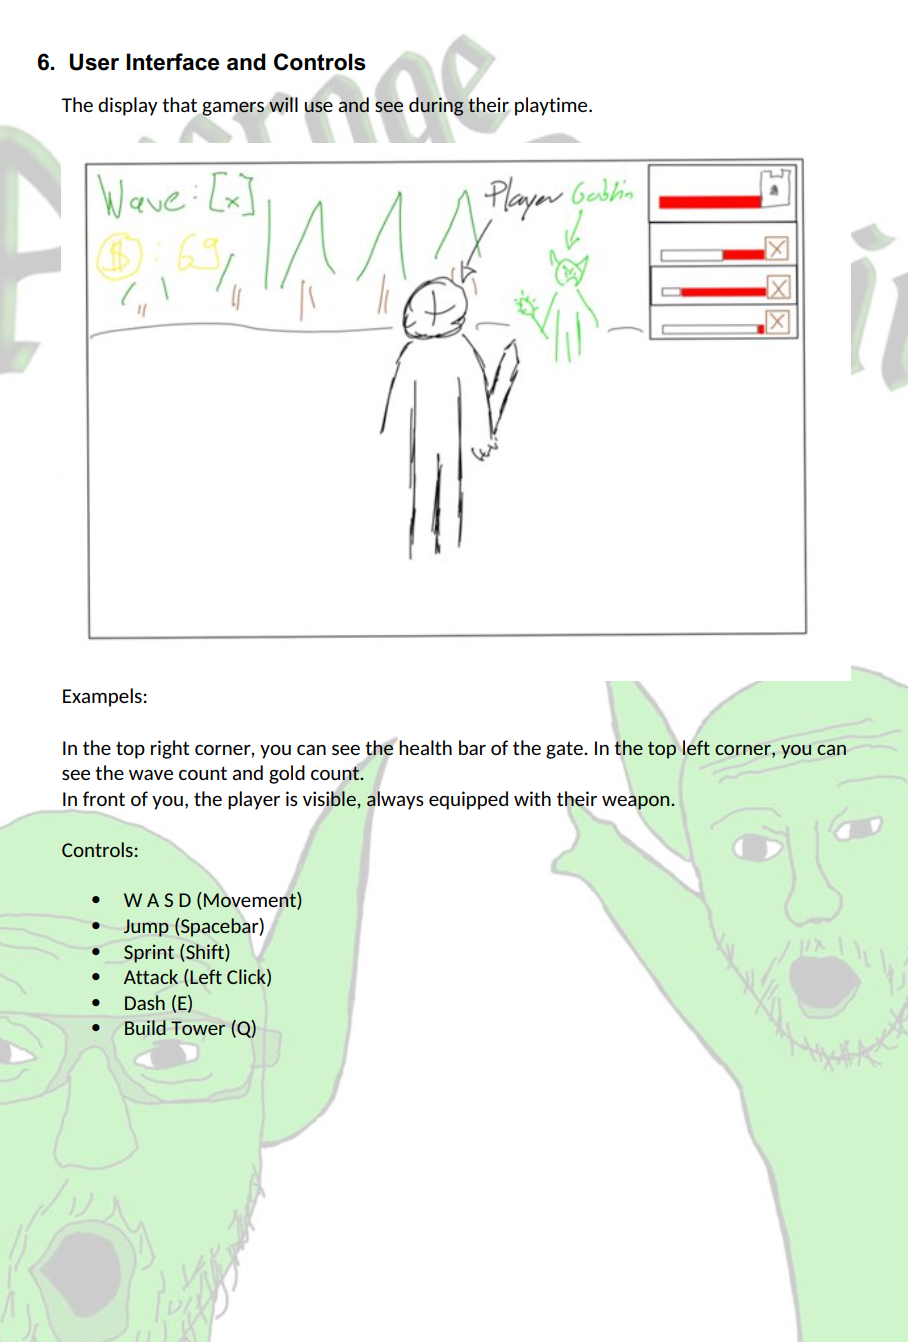 6. User Interface and Controls
The display that gamers will use and see during their playtime.
Wave: [x]
$ : 69
Player Goblin
Exampels:
In the top right corner, you can see the health bar of the gate. In the top left corner, you can
see the wave count and gold count.
In front of you, the player is visible, always equipped with their weapon.
Controls:
• W A S D (Movement)
• Jump (Spacebar)
• Sprint (Shift)
• Attack (Left Click)
• Dash (E)
• Build Tower (Q)